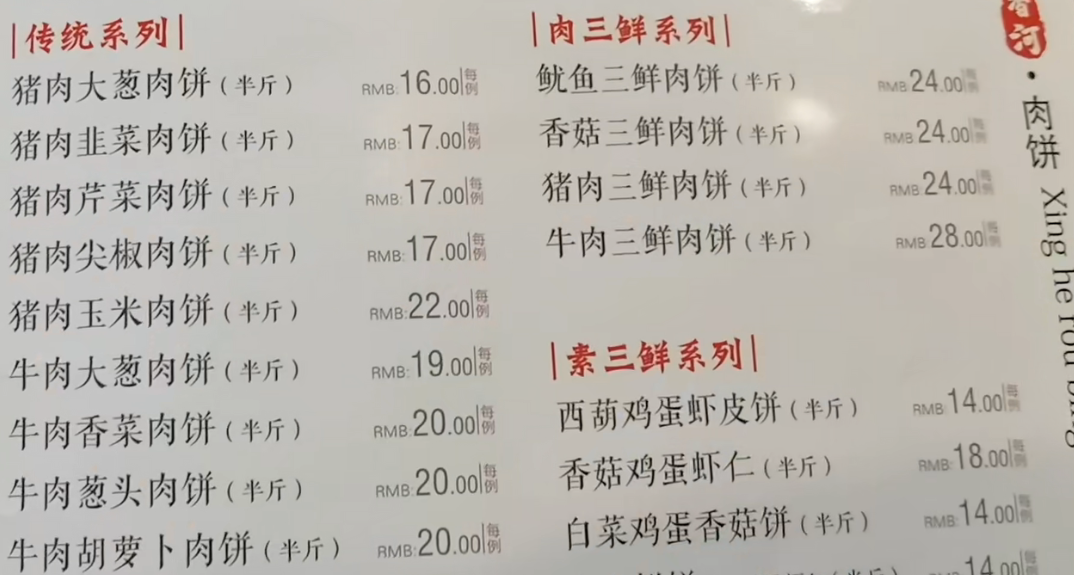 传统系列
猪肉大葱肉饼(半斤) RMB:16.00 每例
猪肉韭菜肉饼(半斤) RMB:17.00 每例
猪肉芹菜肉饼(半斤) RMB:17.00 每例
猪肉尖椒肉饼(半斤) RMB:17.00 每例
猪肉玉米肉饼(半斤) RMB:22.00 每例
牛肉大葱肉饼(半斤) RMB:19.00 每例
牛肉香菜肉饼(半斤) RMB:20.00 每例
牛肉葱头肉饼(半斤) RMB:20.00 每例
牛肉胡萝卜肉饼(半斤) RMB:20.00 每例
肉三鲜系列
鱿鱼三鲜肉饼(半斤) RMB:24.00 每例
香菇三鲜肉饼(半斤) RMB 24.00 每例
猪肉三鲜肉饼(半斤) RMB:24.00 每例
牛肉三鲜肉饼(半斤) RMB 28.00 每例
素三鲜系列
西葫鸡蛋虾皮饼(半斤) RMB:14.00 每例
香菇鸡蛋虾仁(半斤) RMB:18.00 每例
白菜鸡蛋香菇饼(半斤) RMB:14.00 每例
14.00
香河·肉饼
Xing he rou bing